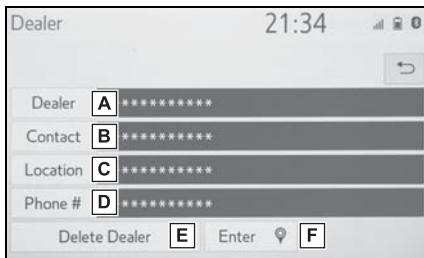 Dealer 21:34
Dealer A **********
Contact B **********
Location C **********
Phone # D **********
Delete Dealer E Enter F